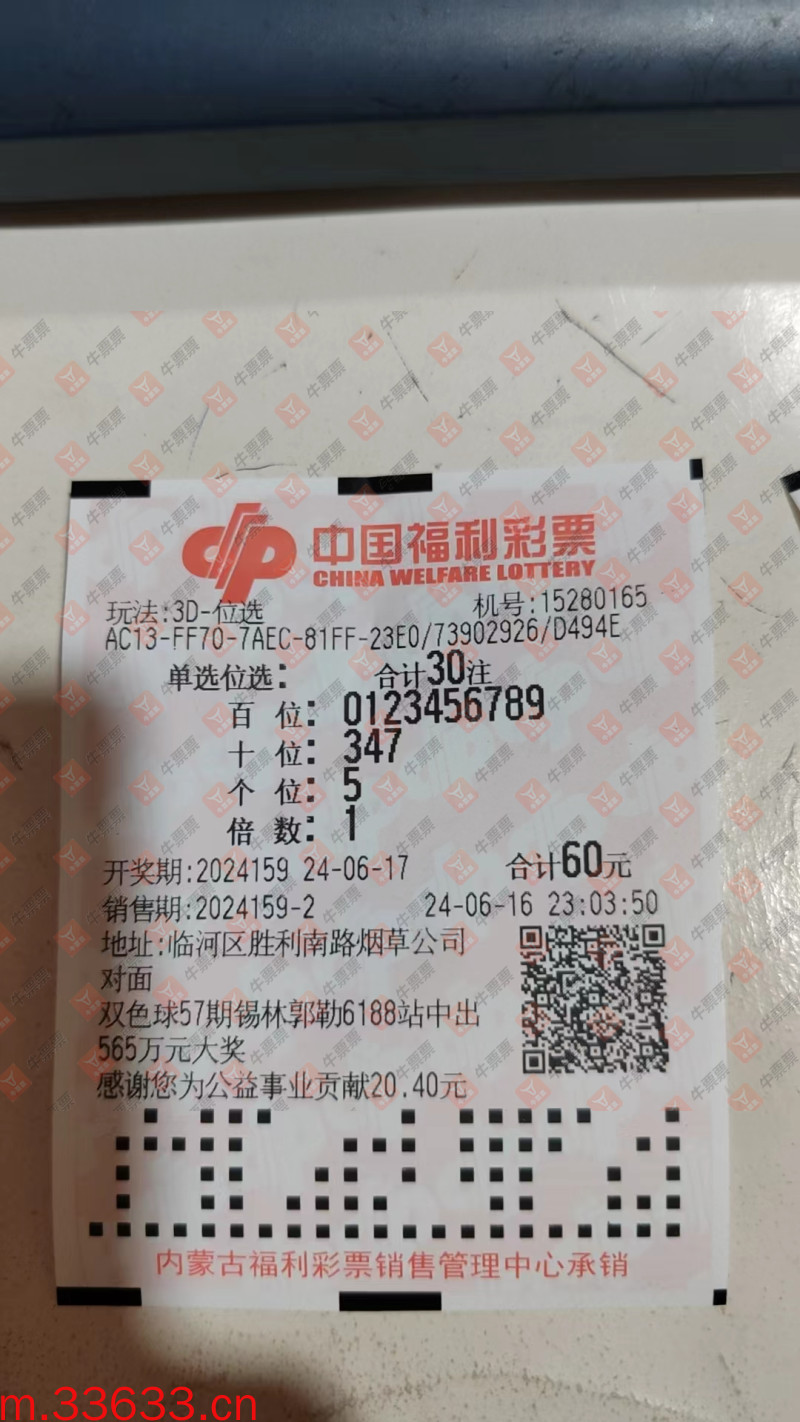 中国福利彩票
CHINA WELFARE LOTTERY
玩法:3D-位选 机号:15280165
AC13-FF70-7AEC-81FF-23E0/73902926/D494E
单选位选: 合计30注
百 位: 0123456789
十 位: 347
个 位: 5
倍 数: 1
开奖期:2024159 24-06-17 合计60元
销售期:2024159-2 24-06-16 23:03:50
地址:临河区胜利南路烟草公司
对面
双色球57期锡林郭勒6188站中出
565万元大奖
感谢您为公益事业贡献20.40元
内蒙古福利彩票销售管理中心承销
牛票票
m.33633.cn